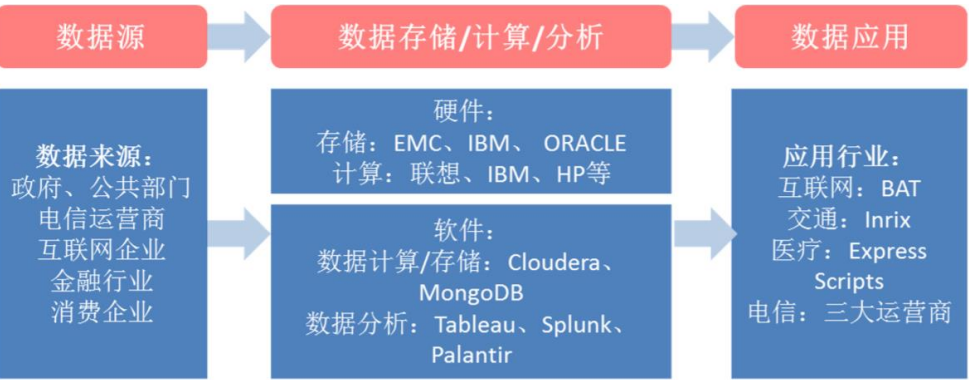 数据源
数据存储/计算/分析
数据应用
数据来源：
政府、公共部门
电信运营商
互联网企业
金融行业
消费企业
硬件：
存储：EMC、IBM、 ORACLE
计算：联想、IBM、HP等
软件：
数据计算/存储：Cloudera、
MongoDB
数据分析：Tableau、Splunk、
Palantir
应用行业：
互联网：BAT
交通：Inrix
医疗：Express
Scripts
电信：三大运营商